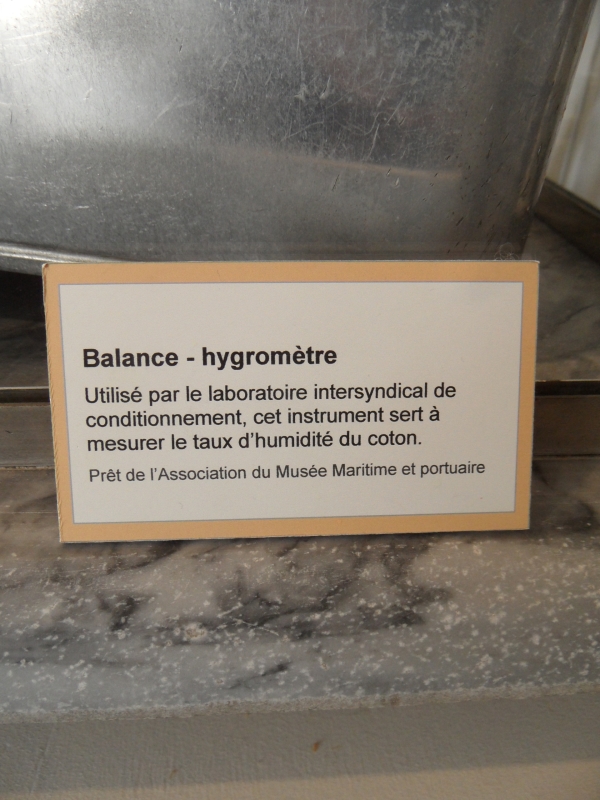 Balance - hygromètre
Utilisé par le laboratoire intersyndical de
conditionnement, cet instrument sert à
mesurer le taux d'humidité du coton.
Prêt de l'Association du Musée Maritime et portuaire